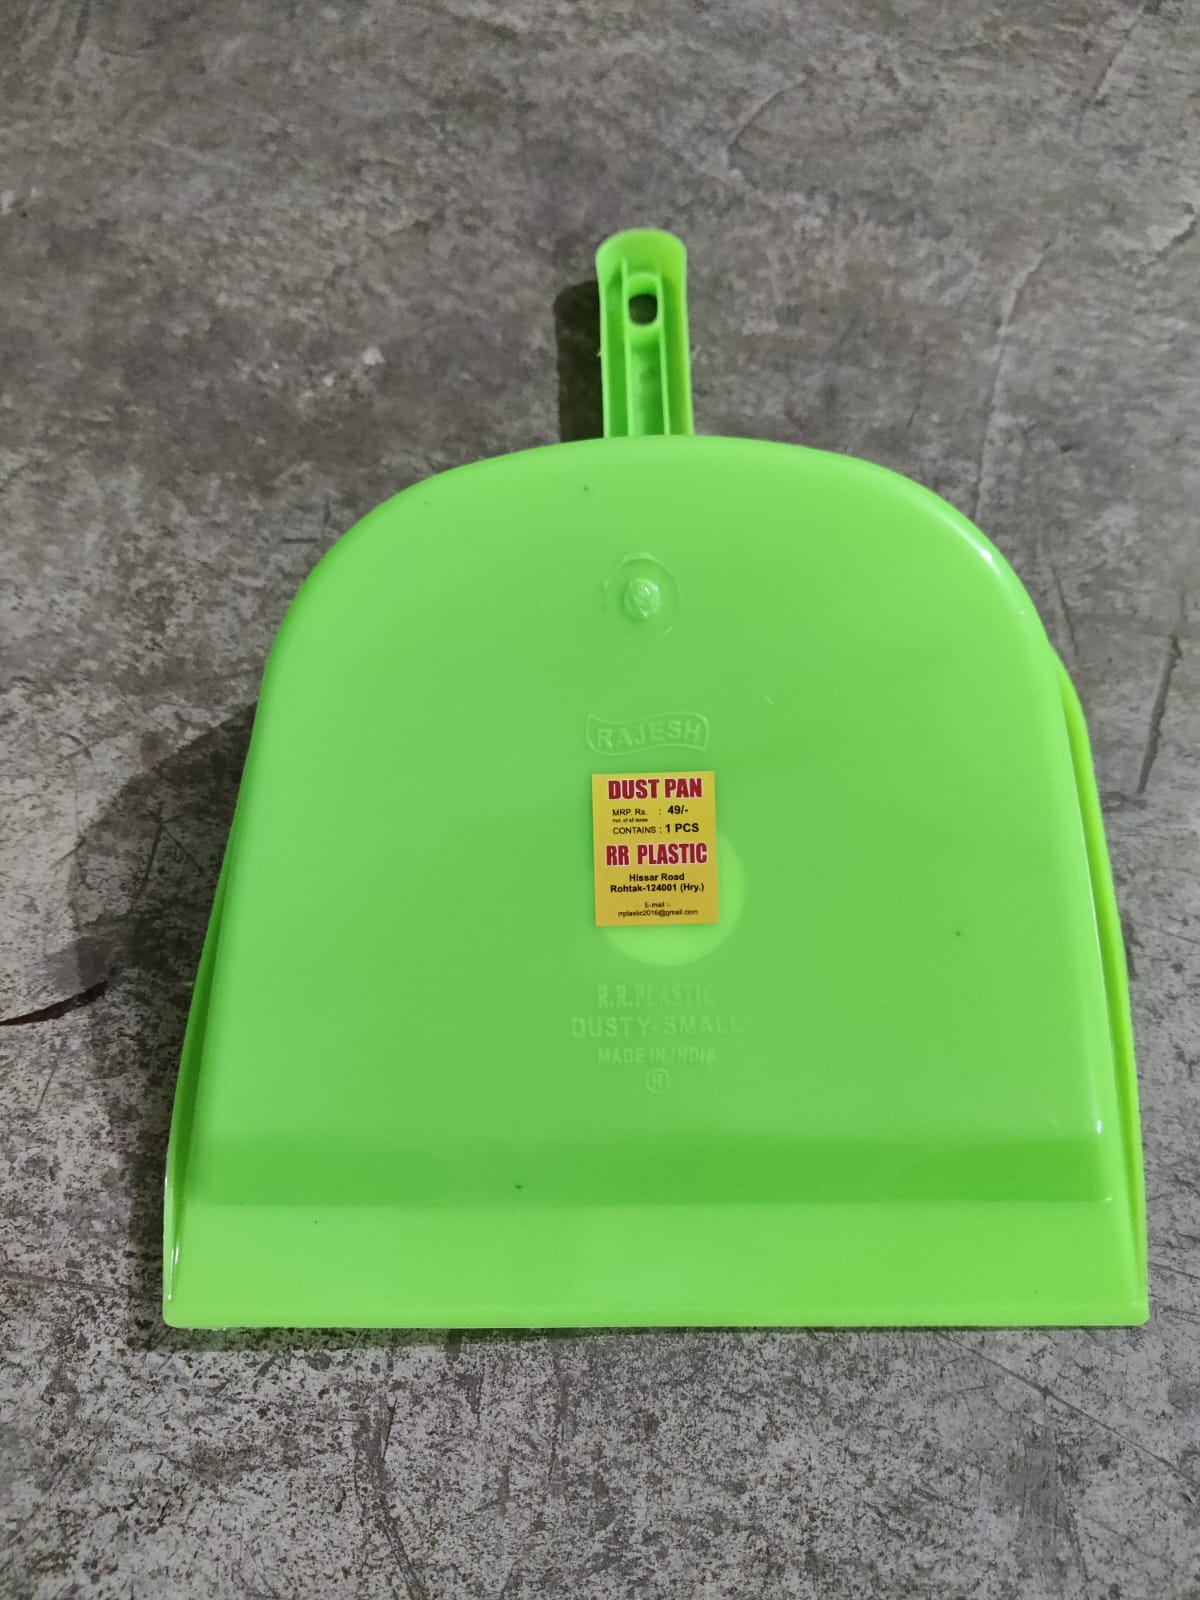 RAJESH
DUST PAN
MRP. Rs. : 49/-
Incl. of all taxes
CONTAINS : 1 PCS
RR PLASTIC
Hissar Road
Rohtak-124001 (Hry.)
E-mail :-
rrplastic2016@gmail.com
R.R.PLASTIC
DUSTY-SMALL
MADE IN INDIA
®